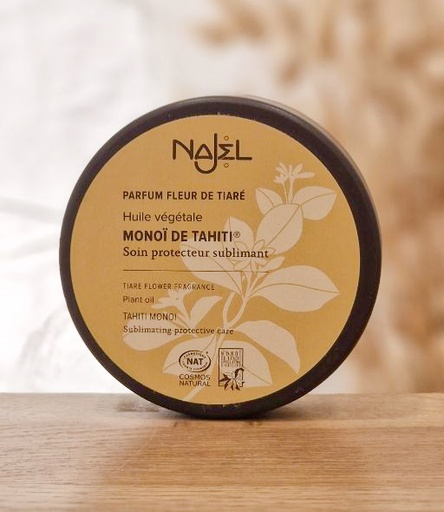 NAJEL
PARFUM FLEUR DE TIARÉ
Huile végétale
MONOÏ DE TAHITI®
Soin protecteur sublimant
TIARE FLOWER FRAGRANCE
Plant oil
TAHITI MONOI
Sublimating protective care
NAT
COSMOS
NATURAL